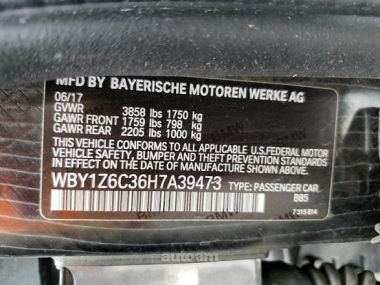 MFD BY BAYERISCHE MOTOREN WERKE AG
06/17
GVWR 3858 lbs 1750 kg
GAWR FRONT 1759 lbs 798 kg
GAWR REAR 2205 lbs 1000 kg
THIS VEHICLE CONFORMS TO ALL APPLICABLE FEDERAL MOTOR VEHICLE
SAFETY, BUMPER, AND THEFT PREVENTION STANDARDS
IN EFFECT ON THE DATE OF MANUFACTURE SHOWN ABOVE.
WBY1Z6C36H7A39473 TYPE: PASSENGER CAR
B85
7 315 814
autoam